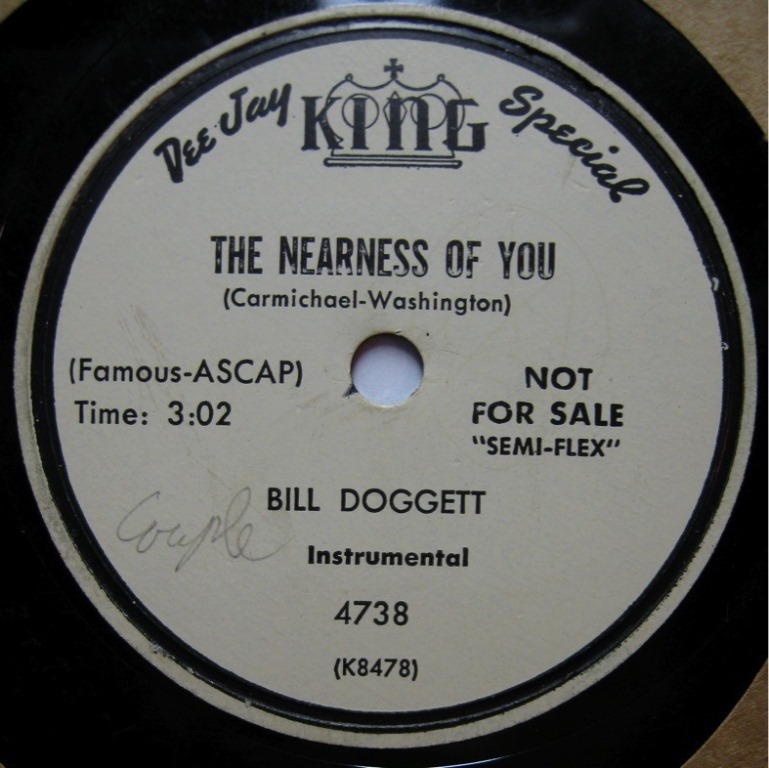 Dee Jay KING Special
THE NEARNESS OF YOU
(Carmichael-Washington)
(Famous-ASCAP)
Time: 3:02
NOT
FOR SALE
"SEMI-FLEX"
BILL DOGGETT
Couple
Instrumental
4738
(K8478)